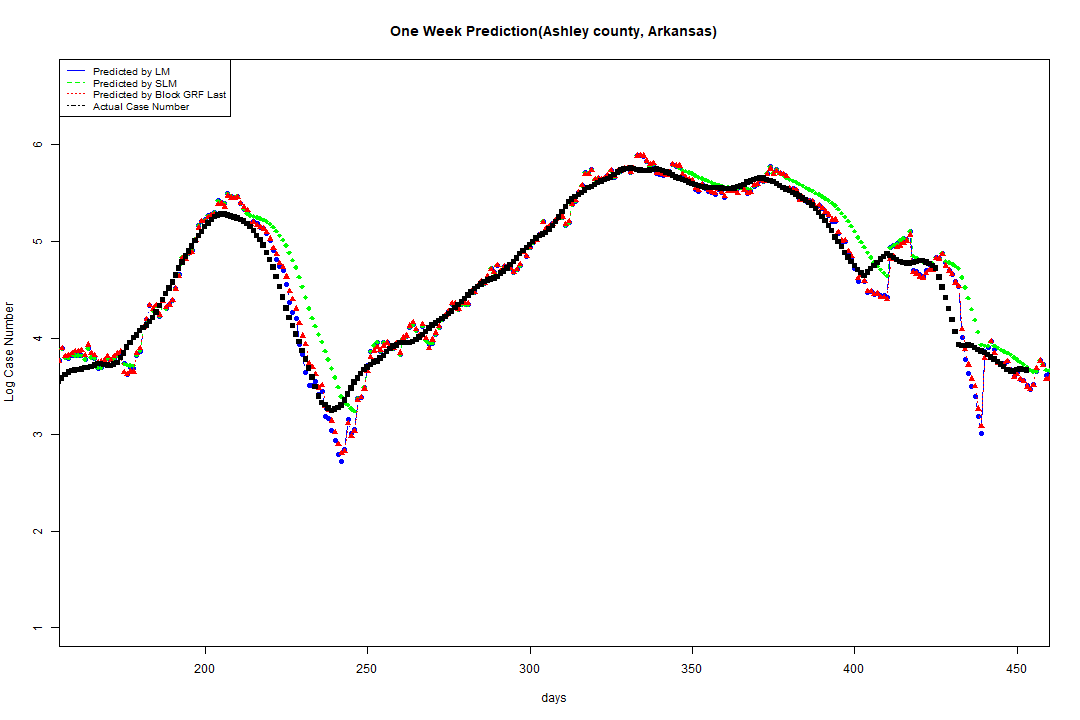 One Week Prediction(Ashley county, Arkansas)
Predicted by LM
Predicted by SLM
Predicted by Block GRF Last
Actual Case Number
6
5
4
3
2
1
Log Case Number
200 250 300 350 400 450
days